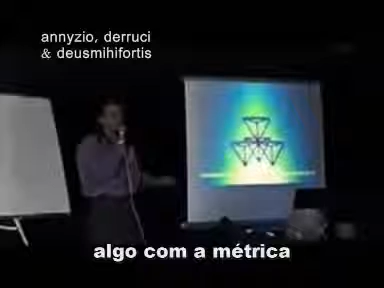 annyzio, derruci
& deusmihifortis
algo com a métrica